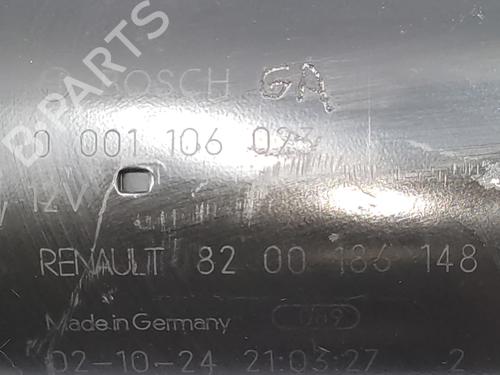 B-PARTS
BOSCH GA
0 001 106 023
12V
RENAULT 82 00 186 148
Made in Germany
02-10-24 21:03:27 2